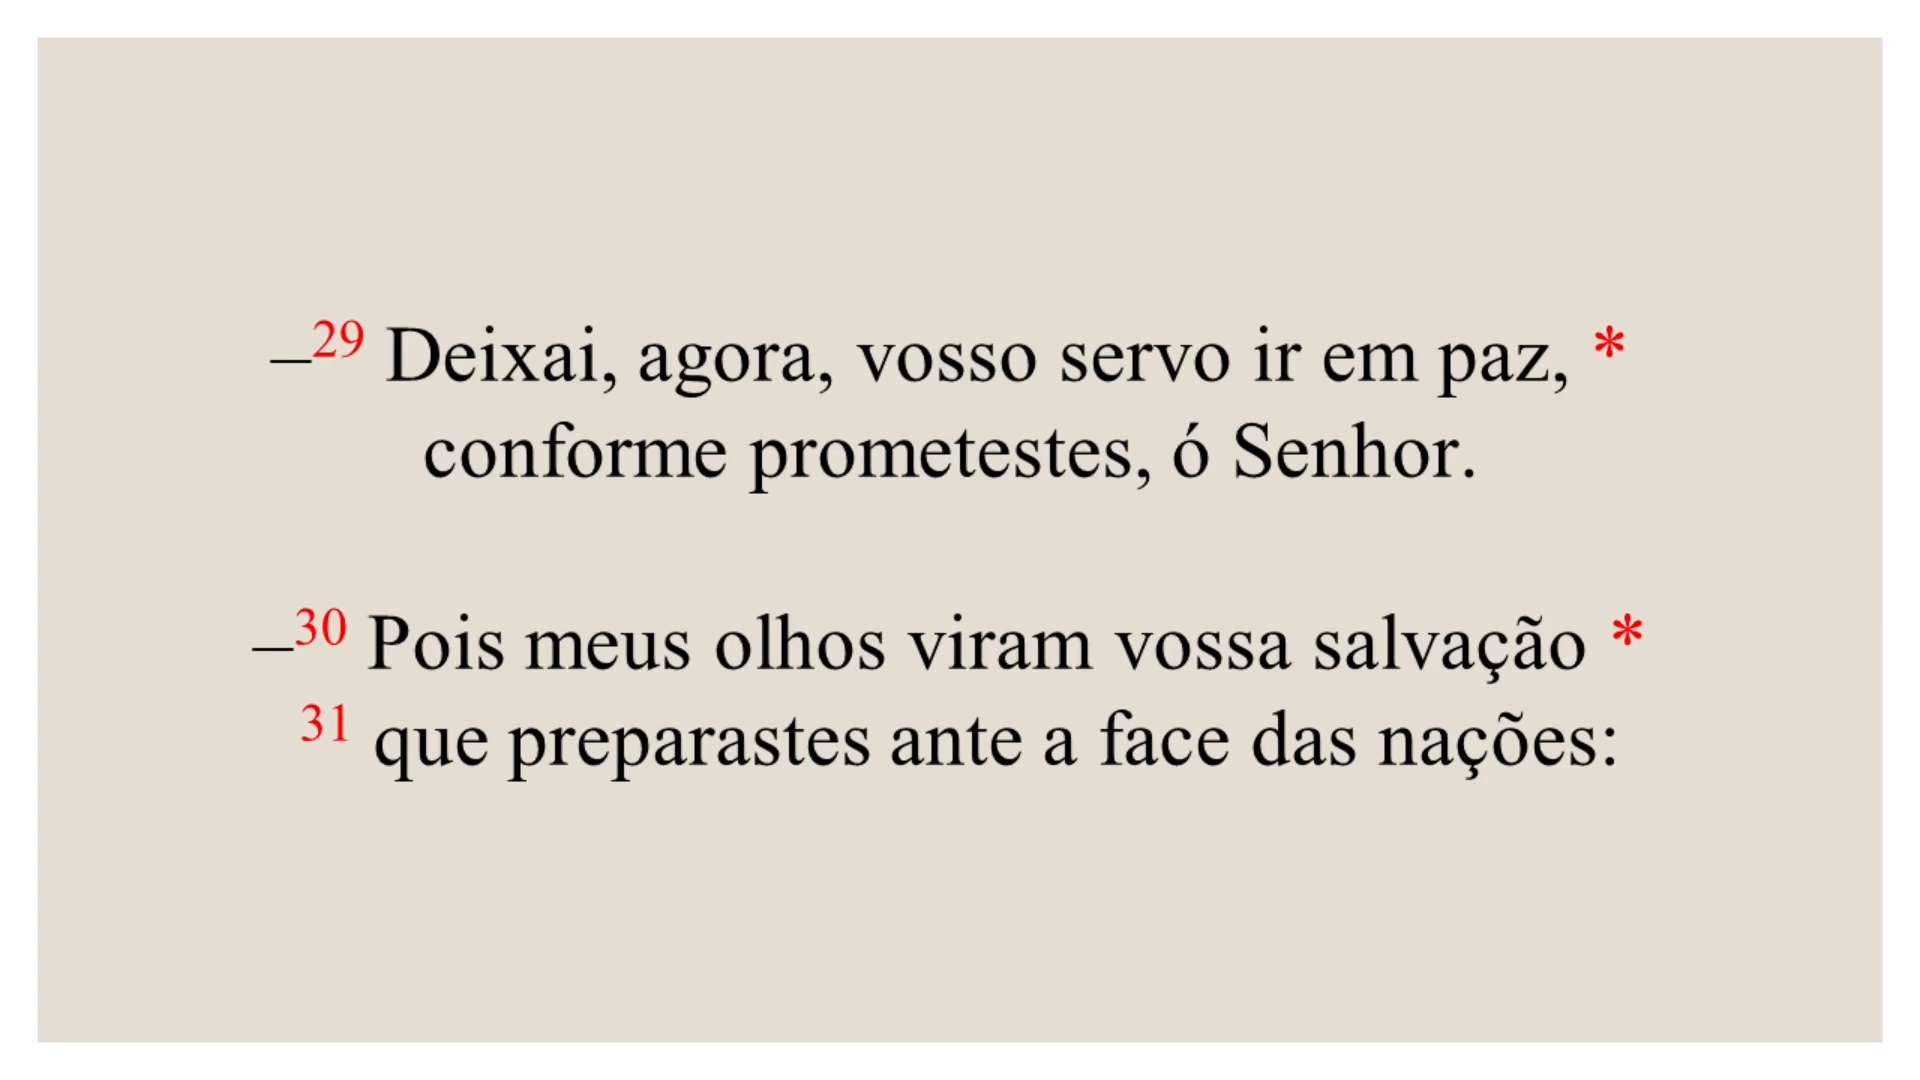 –29 Deixai, agora, vosso servo ir em paz, *
conforme prometestes, ó Senhor.
–30 Pois meus olhos viram vossa salvação *
31 que preparastes ante a face das nações: